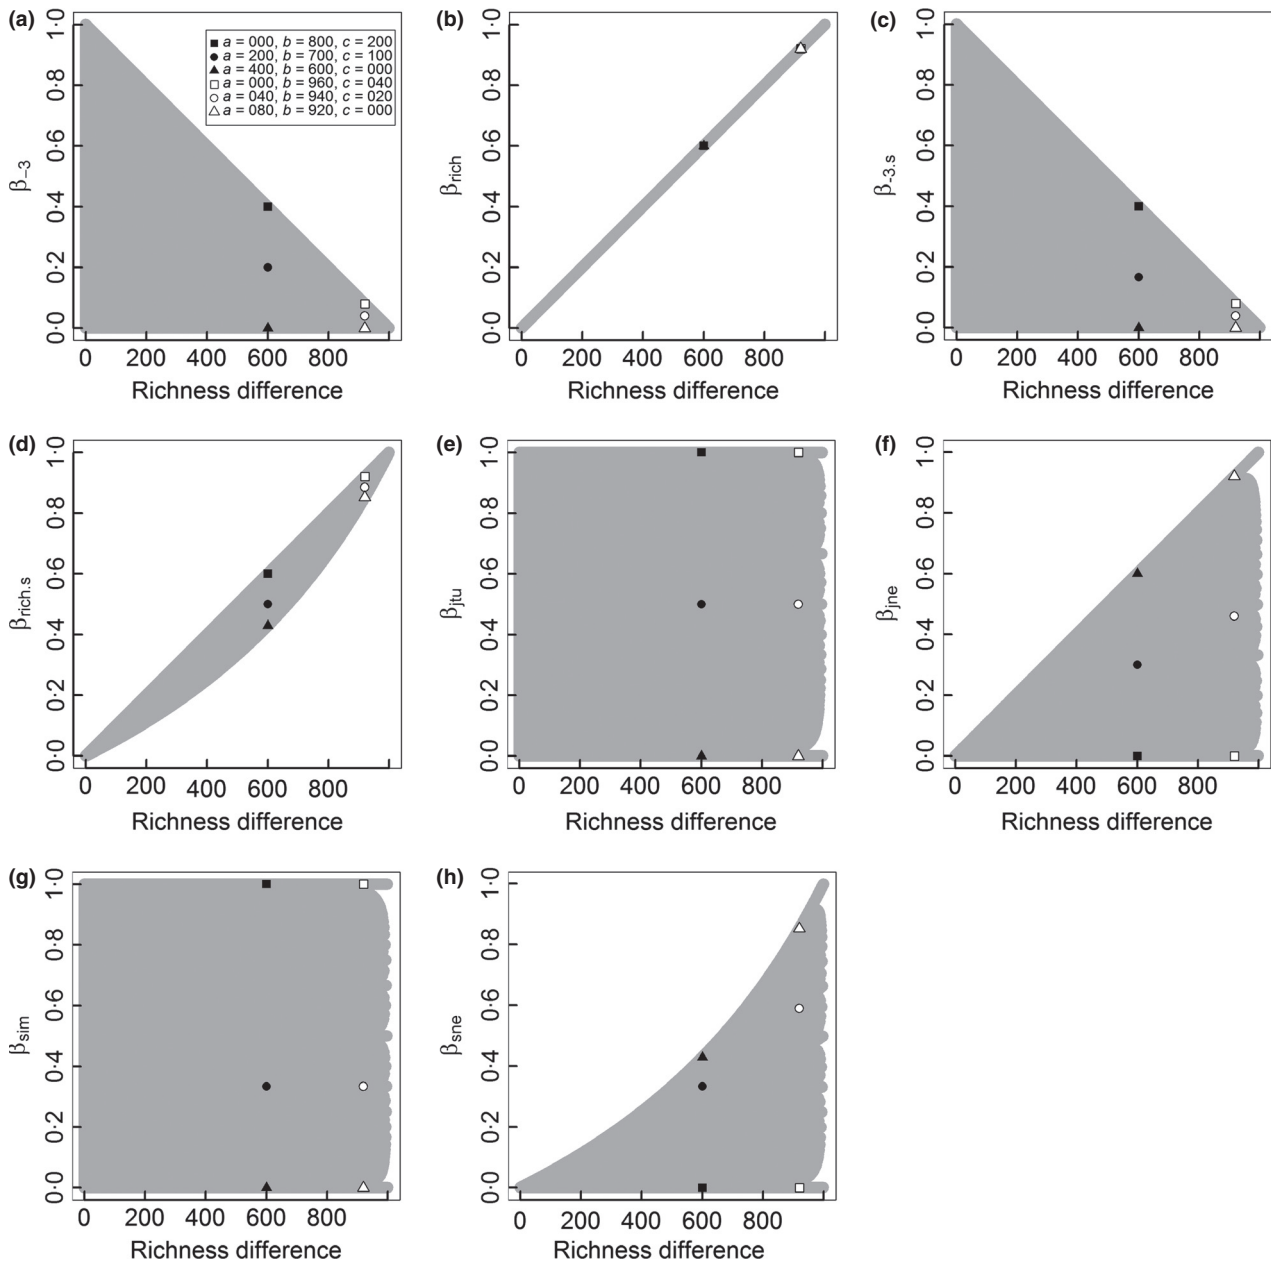 (a)
1·0
0·8
0·6
0·4
0·2
0·0
β−3
■ a = 000, b = 800, c = 200
● a = 200, b = 700, c = 100
▲ a = 400, b = 600, c = 000
□ a = 000, b = 960, c = 040
○ a = 040, b = 940, c = 020
△ a = 080, b = 920, c = 000
0 200 400 600 800
Richness difference
(b)
1·0
0·8
0·6
0·4
0·2
0·0
βrich
0 200 400 600 800
Richness difference
(c)
1·0
0·8
0·6
0·4
0·2
0·0
β-3.s
0 200 400 600 800
Richness difference
(d)
1·0
0·8
0·6
0·4
0·2
0·0
βrich.s
0 200 400 600 800
Richness difference
(e)
1·0
0·8
0·6
0·4
0·2
0·0
βjtu
0 200 400 600 800
Richness difference
(f)
1·0
0·8
0·6
0·4
0·2
0·0
βjne
0 200 400 600 800
Richness difference
(g)
1·0
0·8
0·6
0·4
0·2
0·0
βsim
0 200 400 600 800
Richness difference
(h)
1·0
0·8
0·6
0·4
0·2
0·0
βsne
0 200 400 600 800
Richness difference